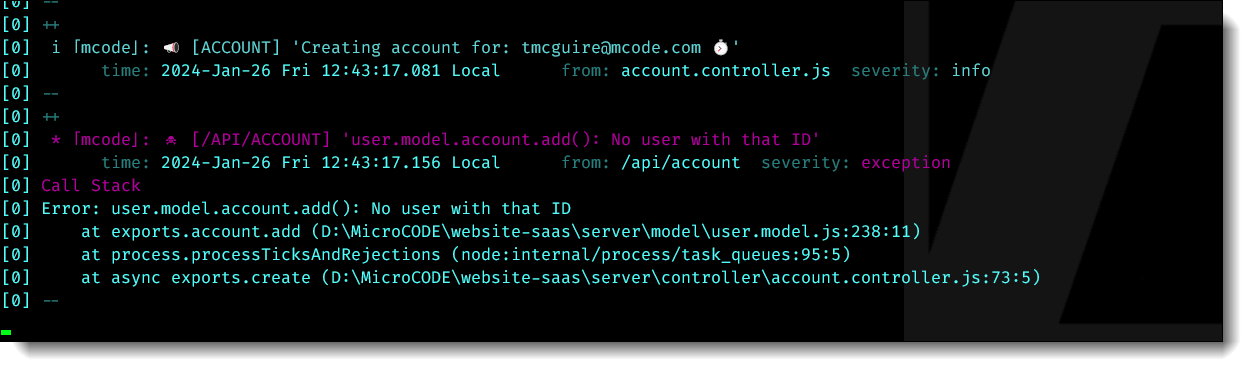 [0] --
[0] ++
[0]  i ⌈mcode⌋: 📣 [ACCOUNT] 'Creating account for: tmcguire@mcode.com ⏱'
[0]       time: 2024-Jan-26 Fri 12:43:17.081 Local      from: account.controller.js  severity: info
[0] --
[0] ++
[0]  * ⌈mcode⌋: ☠ [/API/ACCOUNT] 'user.model.account.add(): No user with that ID'
[0]       time: 2024-Jan-26 Fri 12:43:17.156 Local      from: /api/account  severity: exception
[0] Call Stack
[0] Error: user.model.account.add(): No user with that ID
[0]     at exports.account.add (D:\MicroCODE\website-saas\server\model\user.model.js:238:11)
[0]     at process.processTicksAndRejections (node:internal/process/task_queues:95:5)
[0]     at async exports.create (D:\MicroCODE\website-saas\server\controller\account.controller.js:73:5)
[0] --